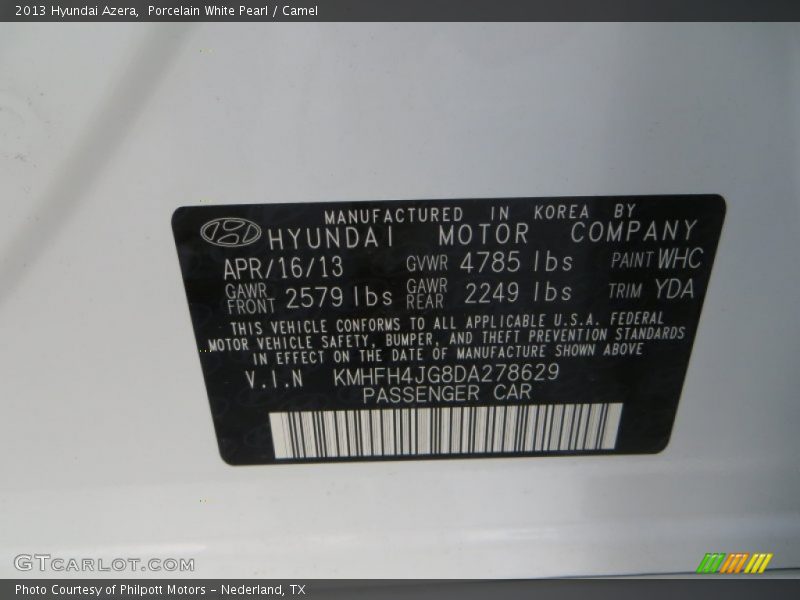 2013 Hyundai Azera, Porcelain White Pearl / Camel
MANUFACTURED IN KOREA BY
HYUNDAI MOTOR COMPANY
APR/16/13 GVWR 4785 lbs PAINT WHC
GAWR FRONT 2579 lbs GAWR REAR 2249 lbs TRIM YDA
THIS VEHICLE CONFORMS TO ALL APPLICABLE U.S.A. FEDERAL
MOTOR VEHICLE SAFETY, BUMPER, AND THEFT PREVENTION STANDARDS
IN EFFECT ON THE DATE OF MANUFACTURE SHOWN ABOVE
V.I.N KMHFH4JG8DA278629
PASSENGER CAR
GTCARLOT.COM
Photo Courtesy of Philpott Motors - Nederland, TX